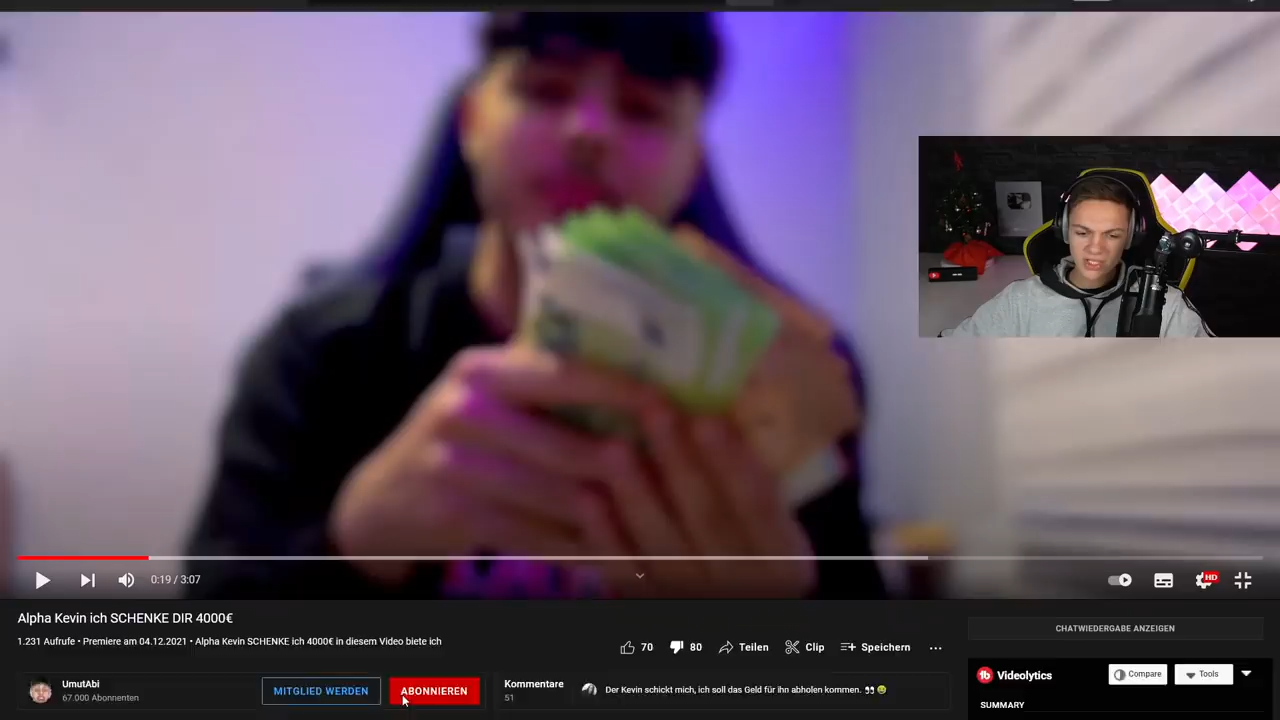 0:19 / 3:07
HD
Alpha Kevin ich SCHENKE DIR 4000€
1.231 Aufrufe • Premiere am 04.12.2021 • Alpha Kevin SCHENKE ich 4000€ in diesem Video biete ich
70
80
Teilen
Clip
Speichern
UmutAbi
67.000 Abonnenten
MITGLIED WERDEN
ABONNIEREN
Kommentare
51
Der Kevin schickt mich, ich soll das Geld für ihn abholen kommen.
CHATWIEDERGABE ANZEIGEN
Videolytics
Compare
Tools
SUMMARY